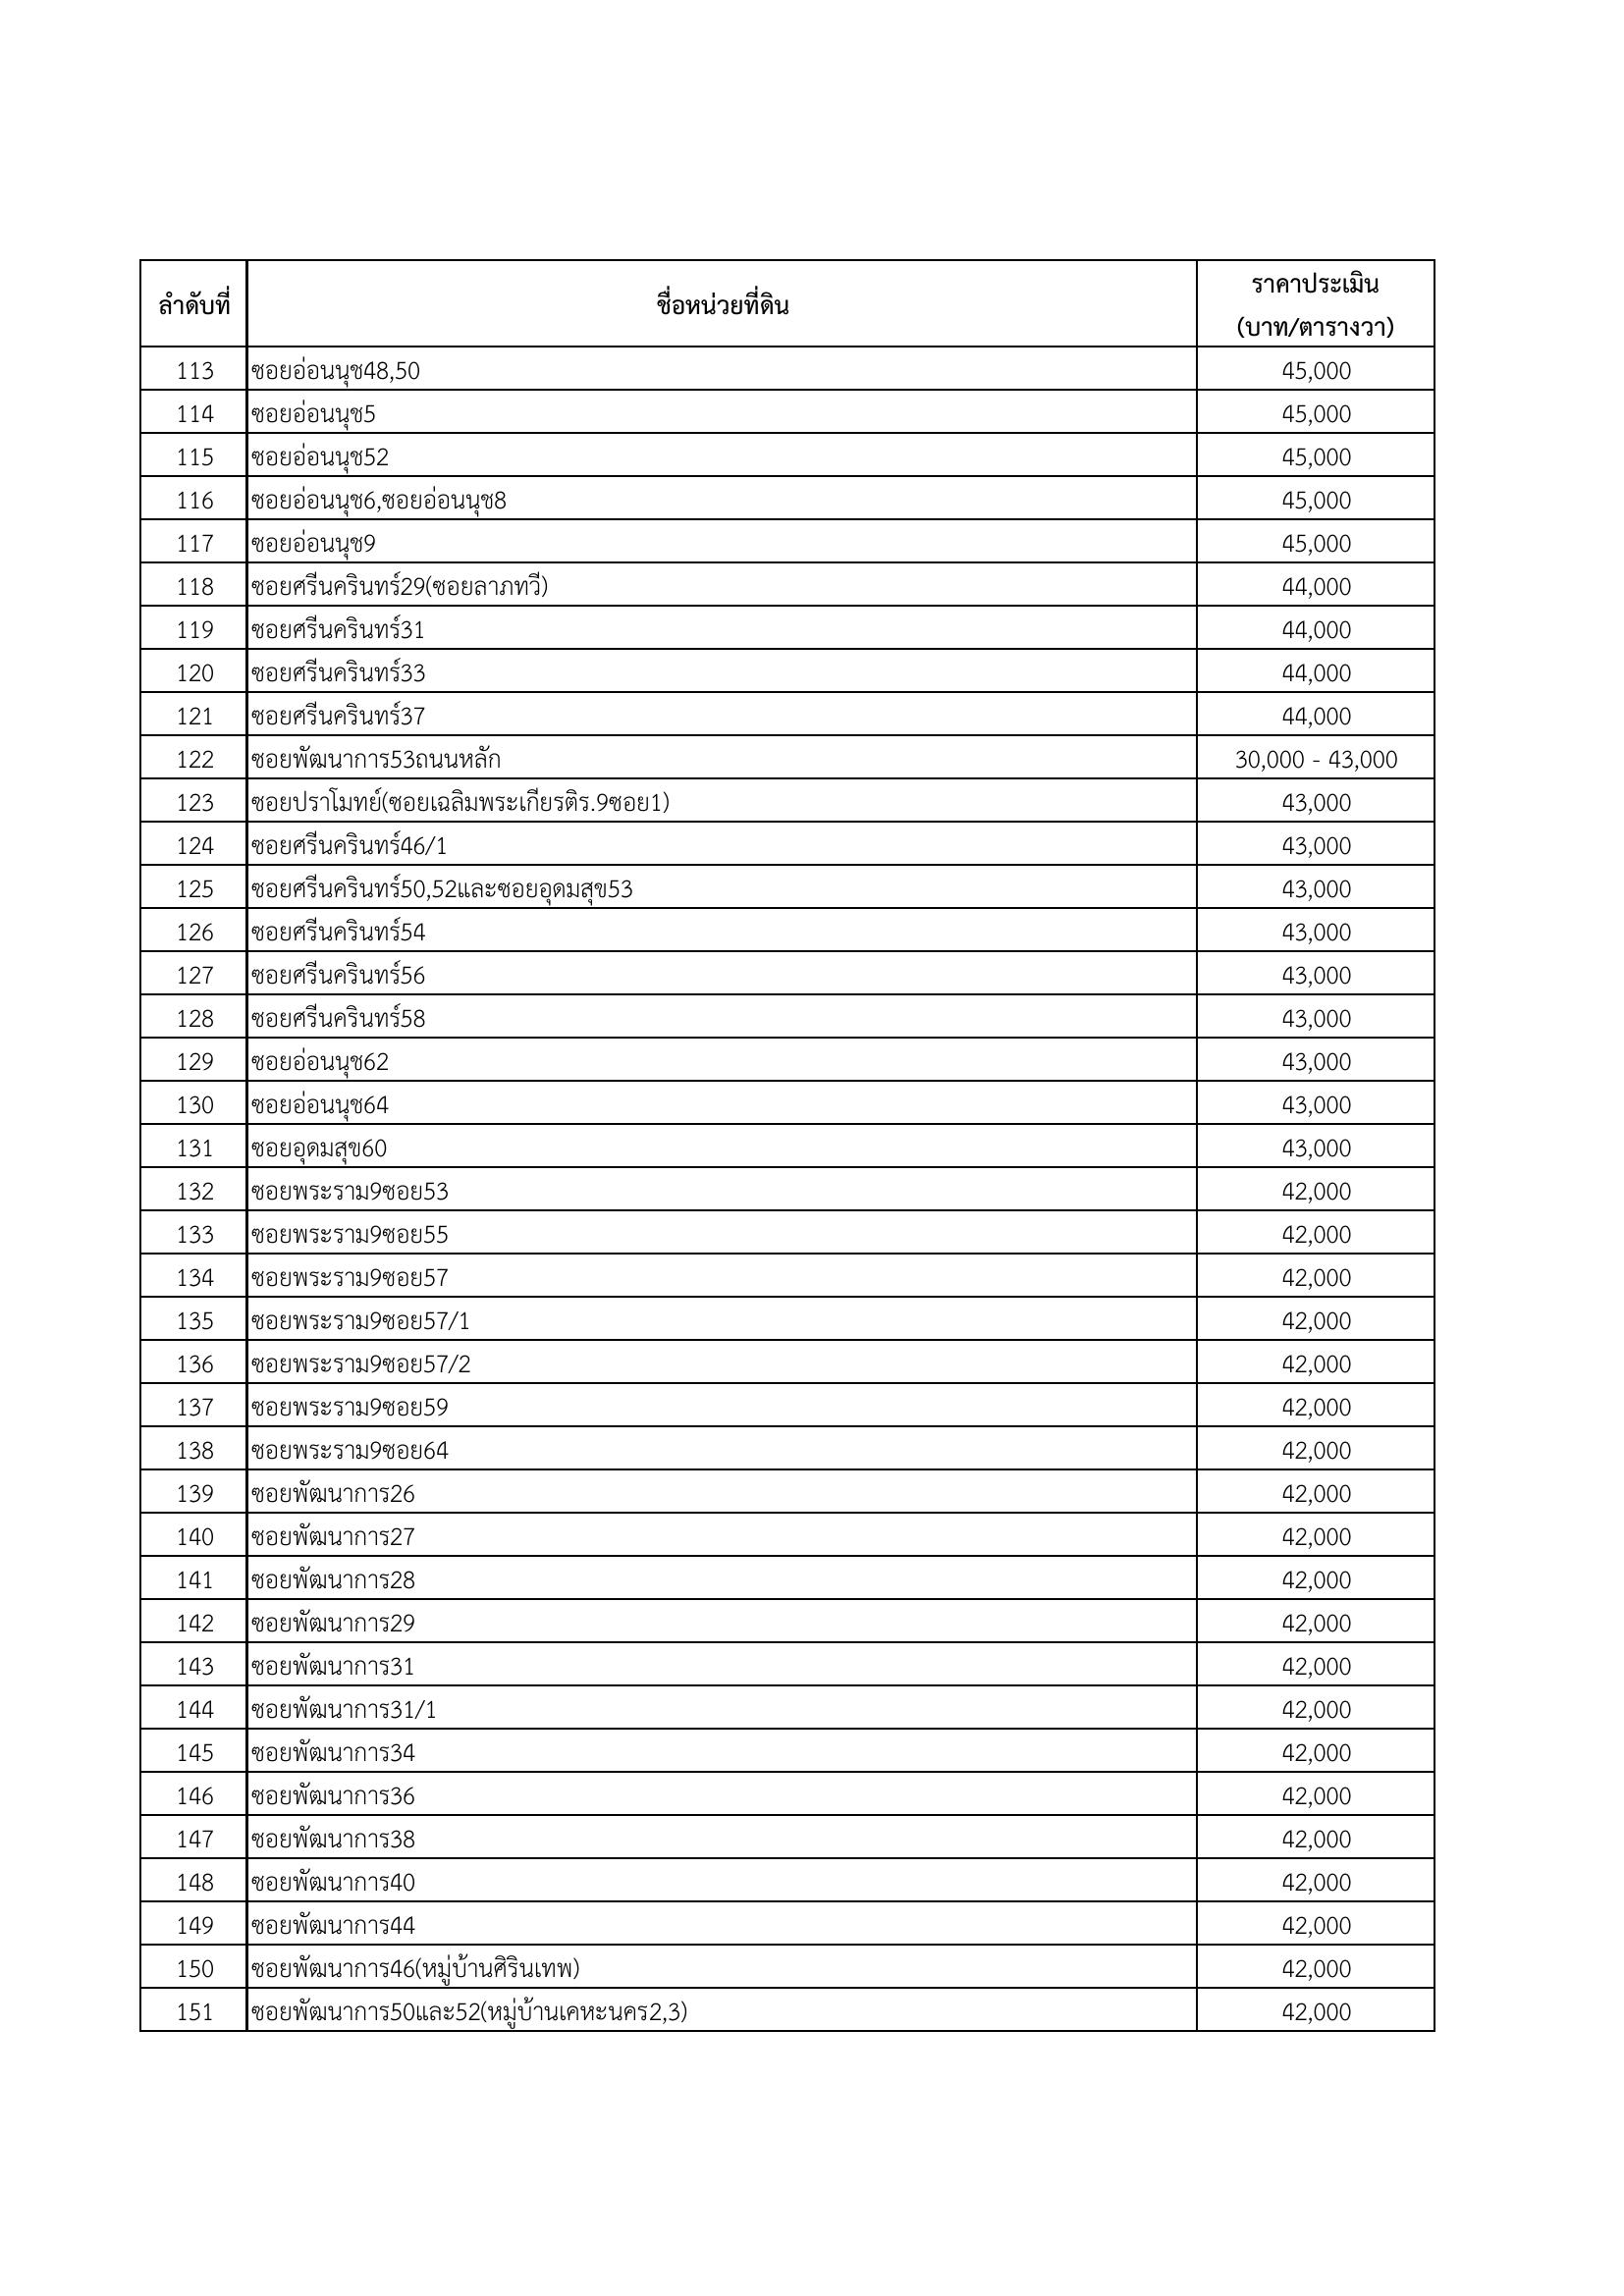 ลำดับที่ ชื่อหน่วยที่ดิน ราคาประเมิน
(บาท/ตารางวา)
113 ซอยอ่อนนุช48,50 45,000
114 ซอยอ่อนนุช5 45,000
115 ซอยอ่อนนุช52 45,000
116 ซอยอ่อนนุช6,ซอยอ่อนนุช8 45,000
117 ซอยอ่อนนุช9 45,000
118 ซอยศรีนครินทร์29(ซอยลาภทวี) 44,000
119 ซอยศรีนครินทร์31 44,000
120 ซอยศรีนครินทร์33 44,000
121 ซอยศรีนครินทร์37 44,000
122 ซอยพัฒนาการ53ถนนหลัก 30,000 - 43,000
123 ซอยปราโมทย์(ซอยเฉลิมพระเกียรติร.9ซอย1) 43,000
124 ซอยศรีนครินทร์46/1 43,000
125 ซอยศรีนครินทร์50,52และซอยอุดมสุข53 43,000
126 ซอยศรีนครินทร์54 43,000
127 ซอยศรีนครินทร์56 43,000
128 ซอยศรีนครินทร์58 43,000
129 ซอยอ่อนนุช62 43,000
130 ซอยอ่อนนุช64 43,000
131 ซอยอุดมสุข60 43,000
132 ซอยพระราม9ซอย53 42,000
133 ซอยพระราม9ซอย55 42,000
134 ซอยพระราม9ซอย57 42,000
135 ซอยพระราม9ซอย57/1 42,000
136 ซอยพระราม9ซอย57/2 42,000
137 ซอยพระราม9ซอย59 42,000
138 ซอยพระราม9ซอย64 42,000
139 ซอยพัฒนาการ26 42,000
140 ซอยพัฒนาการ27 42,000
141 ซอยพัฒนาการ28 42,000
142 ซอยพัฒนาการ29 42,000
143 ซอยพัฒนาการ31 42,000
144 ซอยพัฒนาการ31/1 42,000
145 ซอยพัฒนาการ34 42,000
146 ซอยพัฒนาการ36 42,000
147 ซอยพัฒนาการ38 42,000
148 ซอยพัฒนาการ40 42,000
149 ซอยพัฒนาการ44 42,000
150 ซอยพัฒนาการ46(หมู่บ้านศิรินเทพ) 42,000
151 ซอยพัฒนาการ50และ52(หมู่บ้านเคหะนคร2,3) 42,000